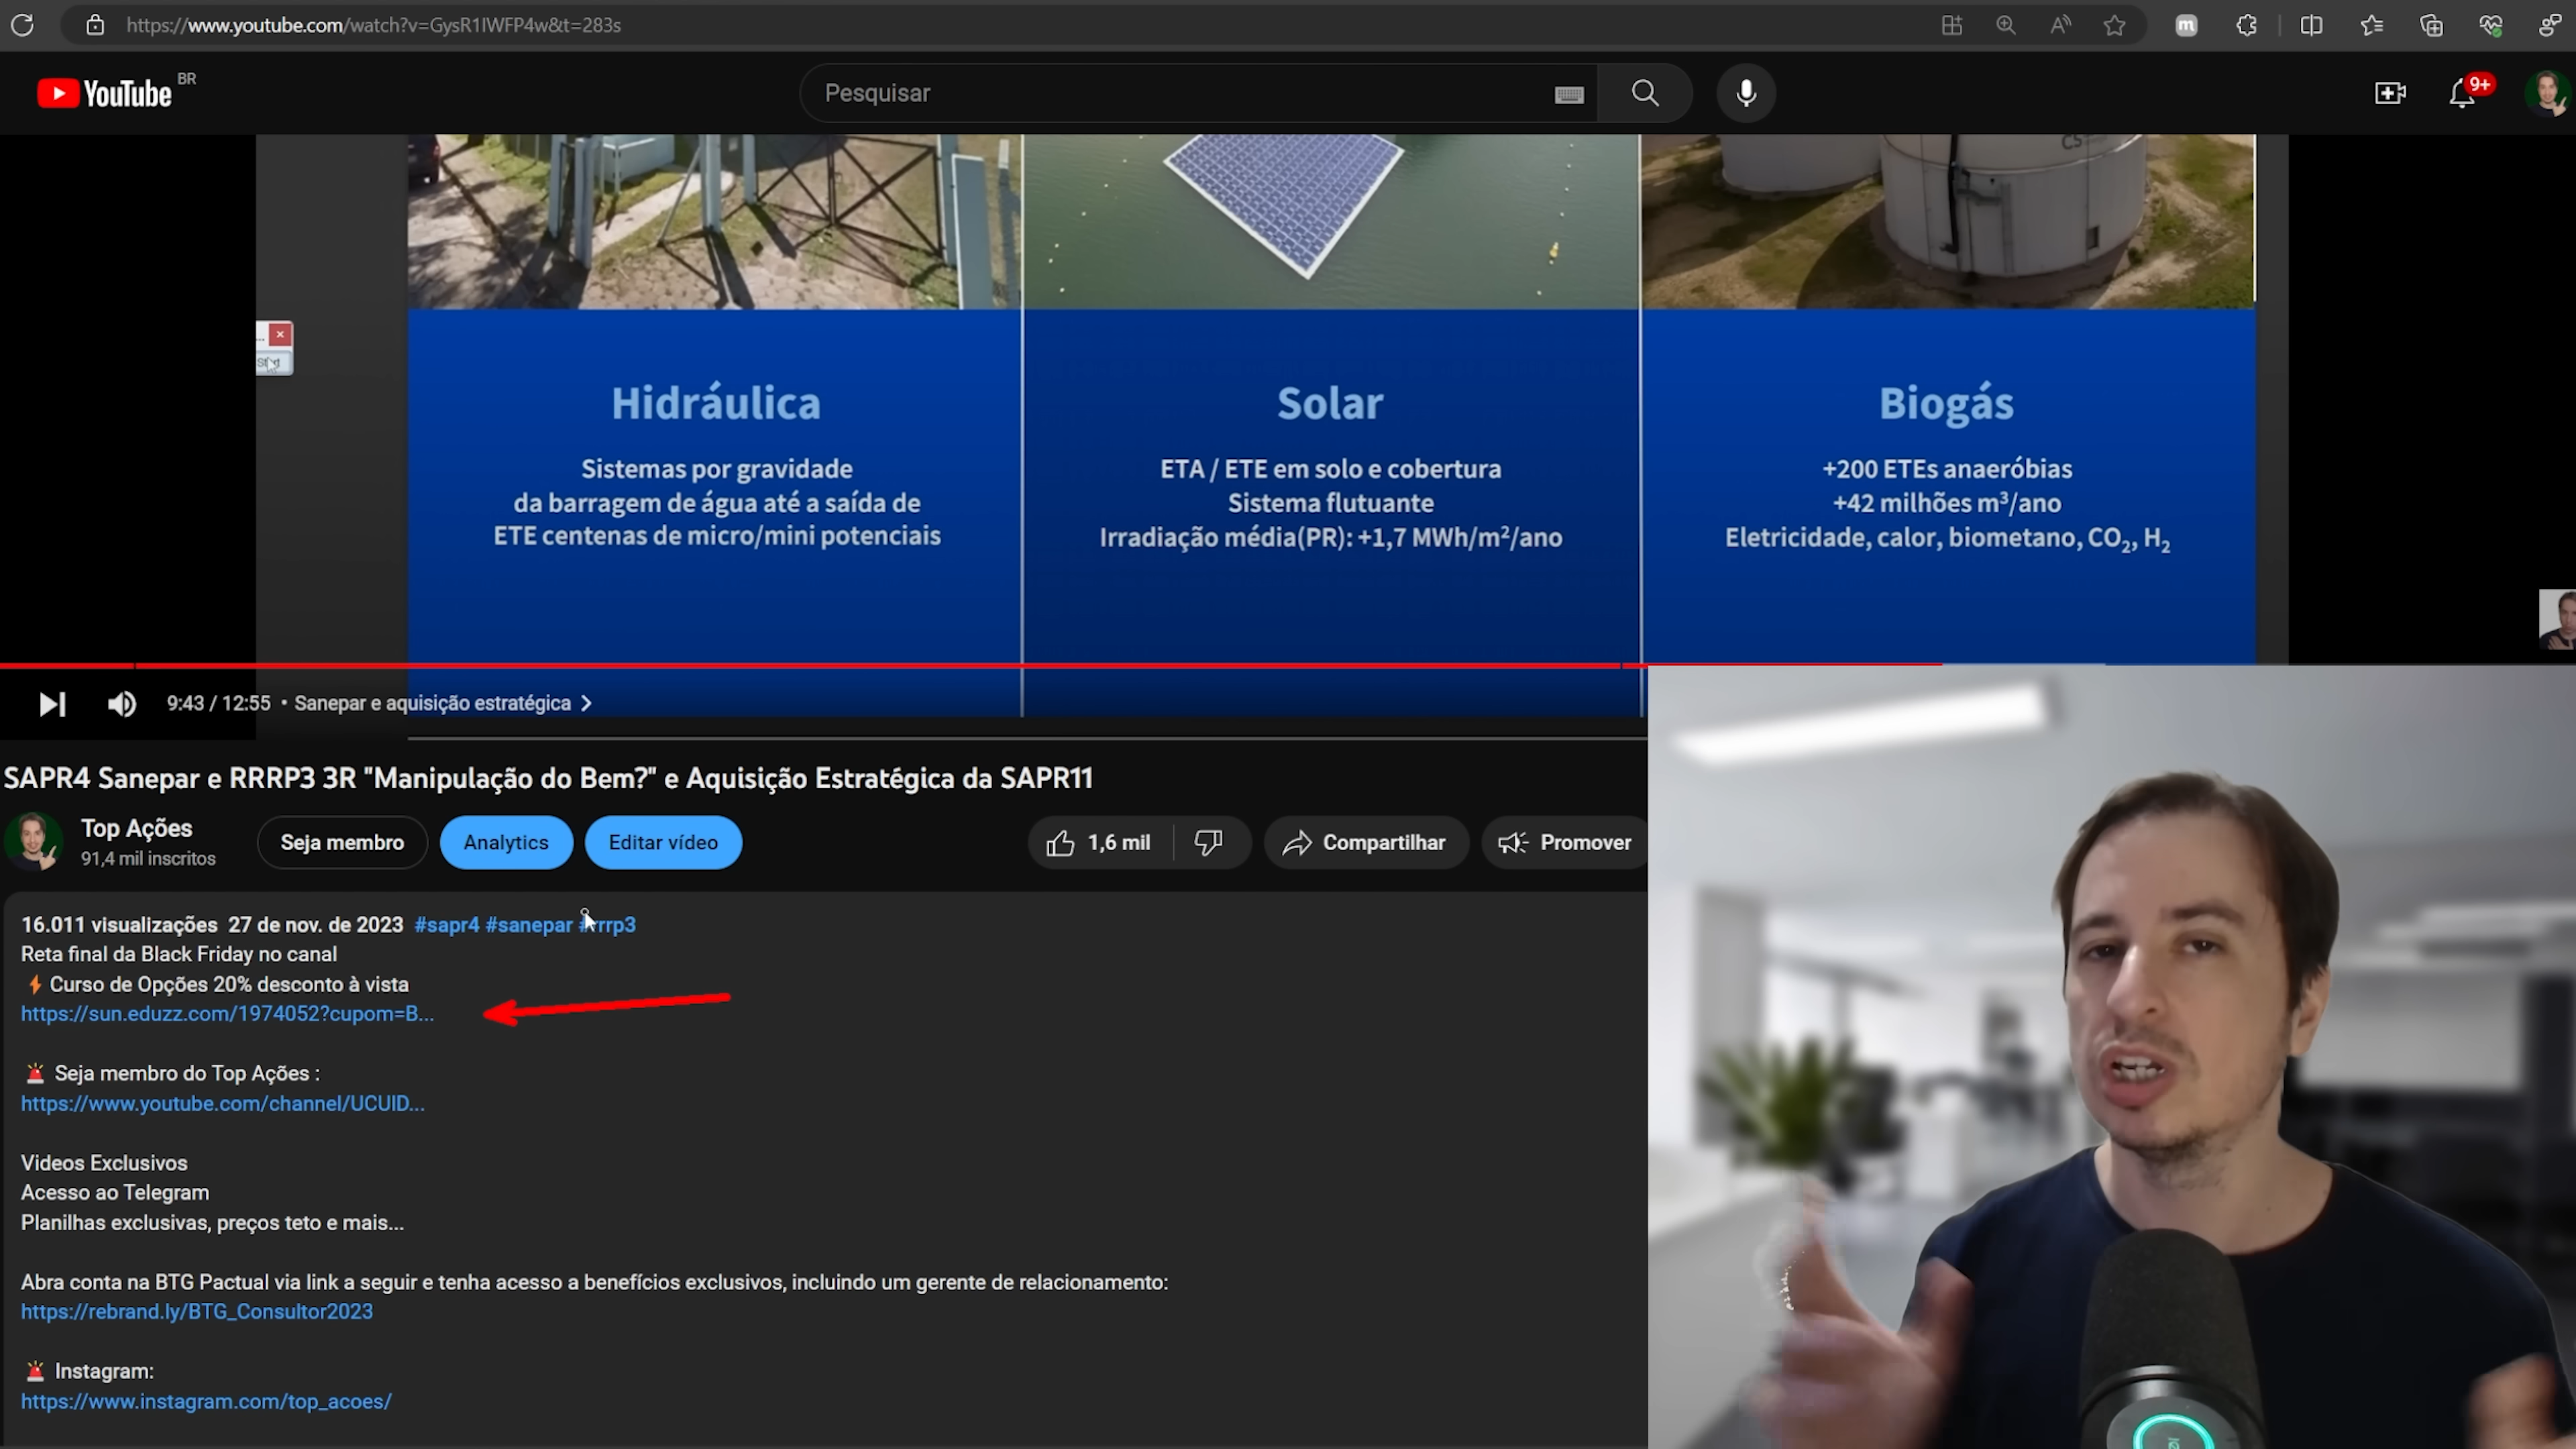 https://www.youtube.com/watch?v=GysR1IWFP4w&t=283s
YouTube BR
Pesquisar
9+
Hidráulica
Sistemas por gravidade
da barragem de água até a saída de
ETE centenas de micro/mini potenciais
Solar
ETA / ETE em solo e cobertura
Sistema flutuante
Irradiação média(PR): +1,7 MWh/m²/ano
Biogás
+200 ETEs anaeróbias
+42 milhões m³/ano
Eletricidade, calor, biometano, CO₂, H₂
9:43 / 12:55 • Sanepar e aquisição estratégica
SAPR4 Sanepar e RRRP3 3R "Manipulação do Bem?" e Aquisição Estratégica da SAPR11
Top Ações
91,4 mil inscritos
Seja membro
Analytics
Editar vídeo
1,6 mil
Compartilhar
Promover
16.011 visualizações 27 de nov. de 2023 #sapr4 #sanepar #rrrp3
Reta final da Black Friday no canal
Curso de Opções 20% desconto à vista
https://sun.eduzz.com/1974052?cupom=B...
Seja membro do Top Ações :
https://www.youtube.com/channel/UCUID...
Videos Exclusivos
Acesso ao Telegram
Planilhas exclusivas, preços teto e mais...
Abra conta na BTG Pactual via link a seguir e tenha acesso a benefícios exclusivos, incluindo um gerente de relacionamento:
https://rebrand.ly/BTG_Consultor2023
Instagram:
https://www.instagram.com/top_acoes/